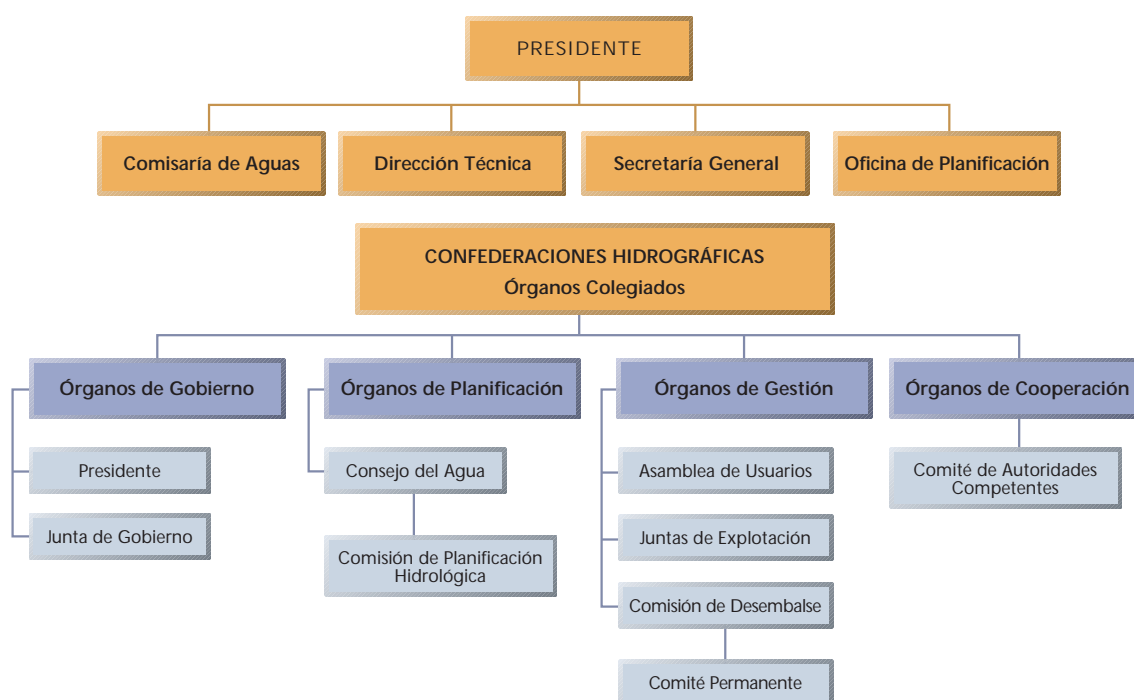 PRESIDENTE
Comisaría de Aguas
Dirección Técnica
Secretaría General
Oficina de Planificación
CONFEDERACIONES HIDROGRÁFICAS
Órganos Colegiados
Órganos de Gobierno
Órganos de Planificación
Órganos de Gestión
Órganos de Cooperación
Presidente
Junta de Gobierno
Consejo del Agua
Comisión de Planificación
Hidrológica
Asamblea de Usuarios
Juntas de Explotación
Comisión de Desembalse
Comité Permanente
Comité de Autoridades
Competentes